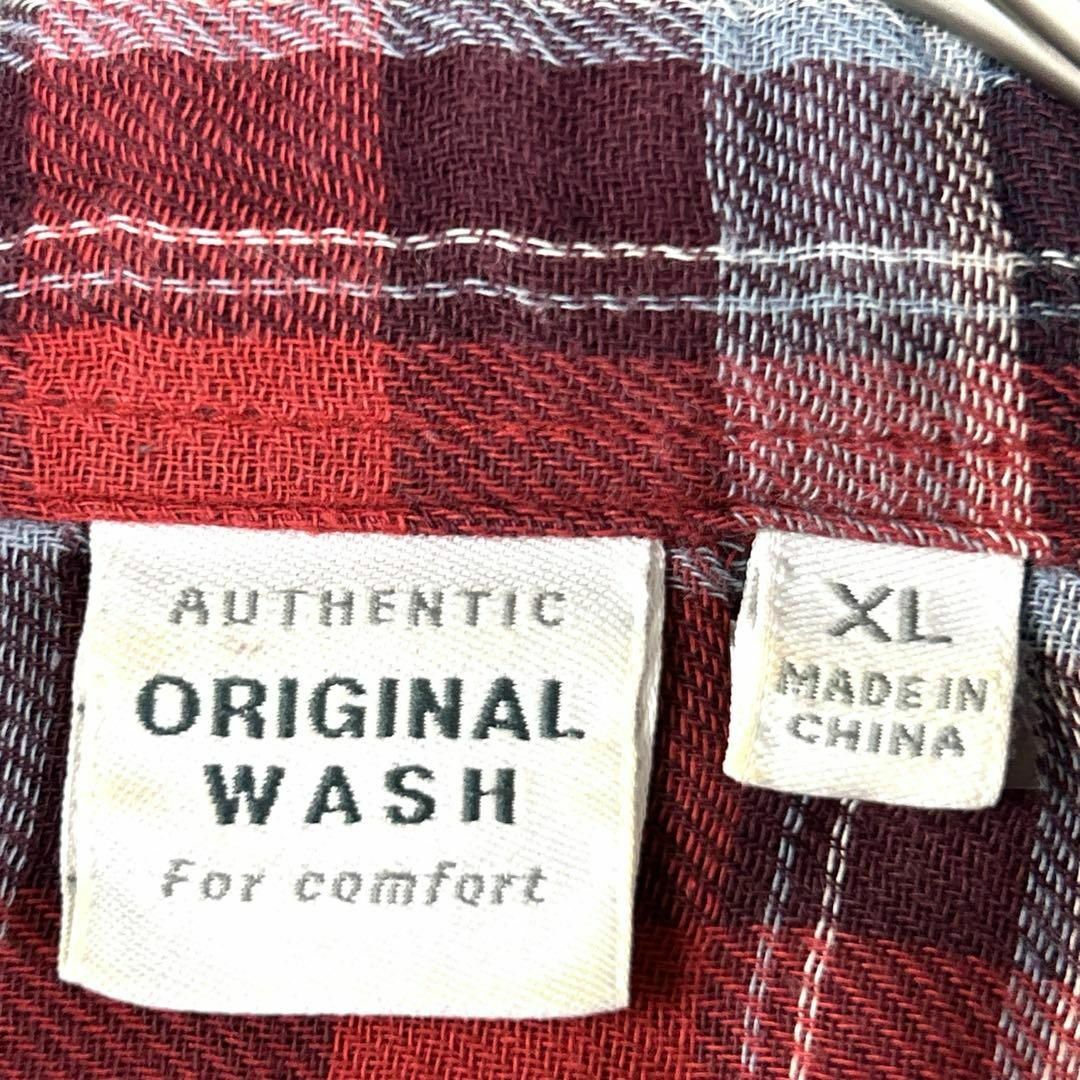 AUTHENTIC
ORIGINAL
WASH
For comfort
XL
MADE IN
CHINA